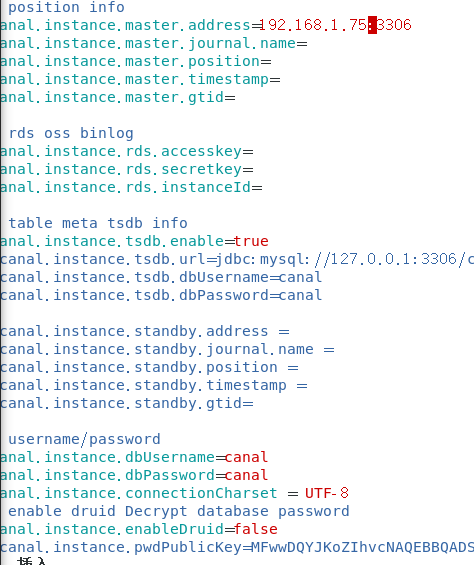 position info
anal.instance.master.address=192.168.1.75:3306
anal.instance.master.journal.name=
anal.instance.master.position=
anal.instance.master.timestamp=
anal.instance.master.gtid=
rds oss binlog
anal.instance.rds.accesskey=
anal.instance.rds.secretkey=
anal.instance.rds.instanceId=
table meta tsdb info
anal.instance.tsdb.enable=true
canal.instance.tsdb.url=jdbc:mysql://127.0.0.1:3306/c
canal.instance.tsdb.dbUsername=canal
canal.instance.tsdb.dbPassword=canal
canal.instance.standby.address =
canal.instance.standby.journal.name =
canal.instance.standby.position =
canal.instance.standby.timestamp =
canal.instance.standby.gtid=
username/password
anal.instance.dbUsername=canal
anal.instance.dbPassword=canal
anal.instance.connectionCharset = UTF-8
enable druid Decrypt database password
anal.instance.enableDruid=false
canal.instance.pwdPublicKey=MFwwDQYJKoZIhvcNAQEBBQADS
插入